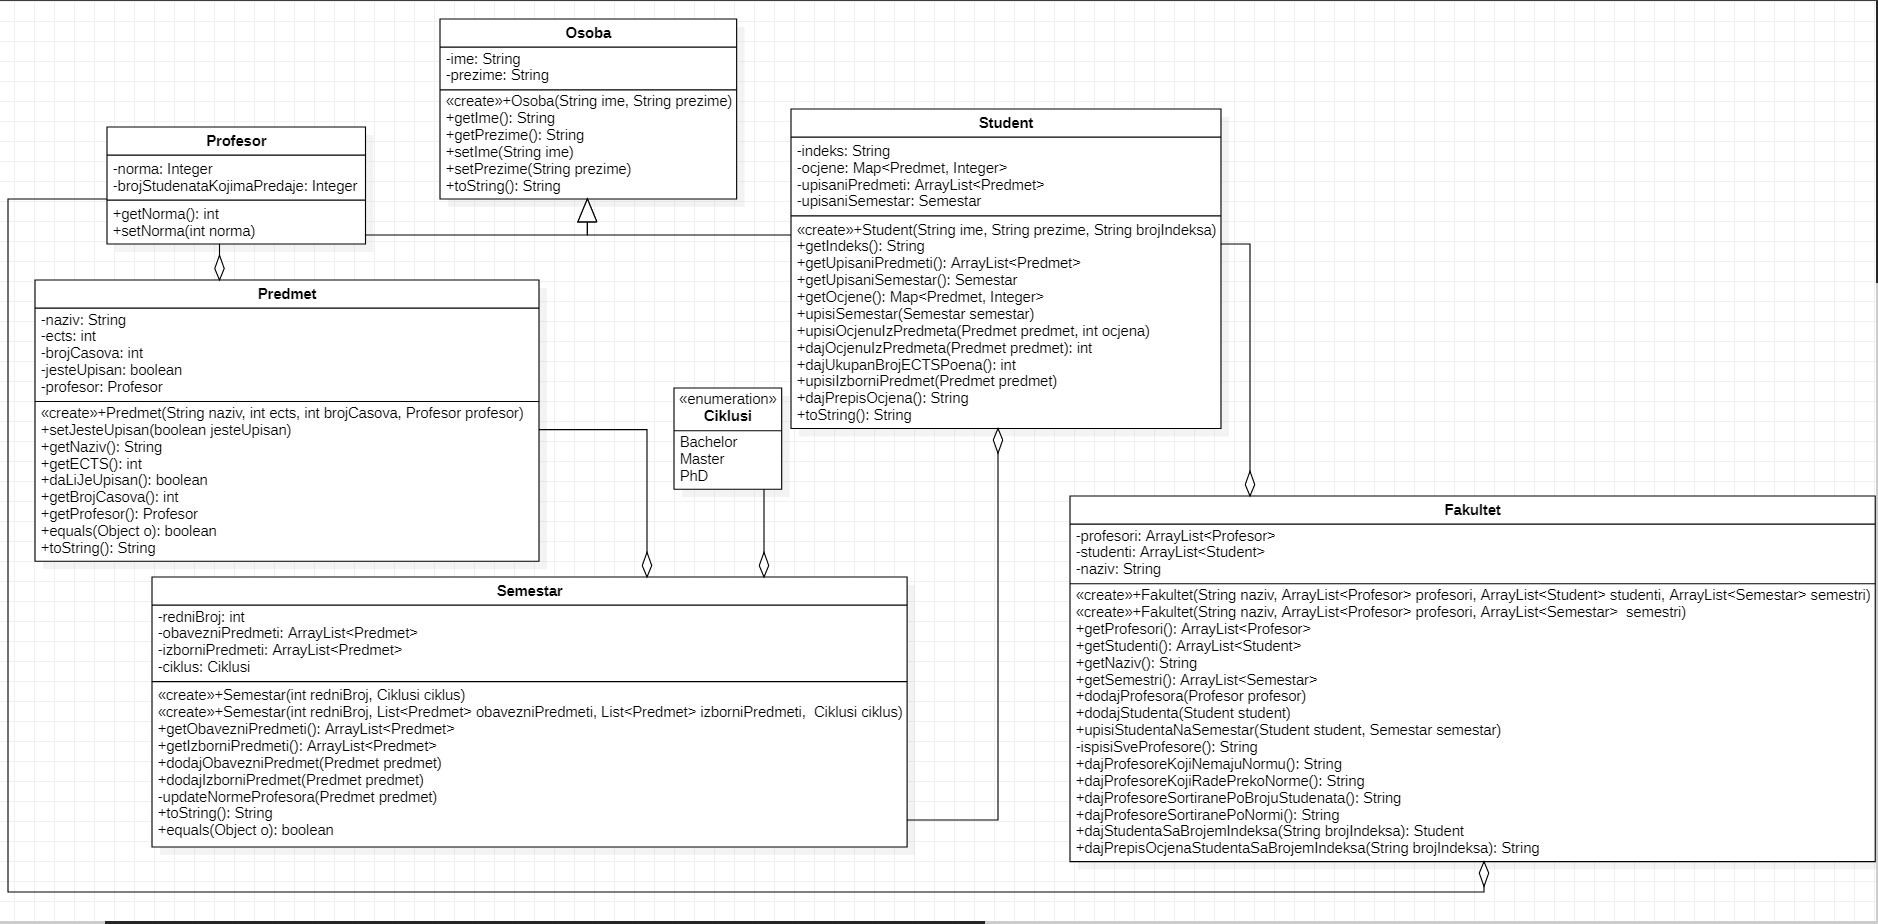 Osoba
-ime: String
-prezime: String
«create»+Osoba(String ime, String prezime)
+getIme(): String
+getPrezime(): String
+setIme(String ime)
+setPrezime(String prezime)
+toString(): String
Profesor
-norma: Integer
-brojStudenataKojimaPredaje: Integer
+getNorma(): int
+setNorma(int norma)
Student
-indeks: String
-ocjene: Map<Predmet, Integer>
-upisaniPredmeti: ArrayList<Predmet>
-upisaniSemestar: Semestar
«create»+Student(String ime, String prezime, String brojIndeksa)
+getIndeks(): String
+getUpisaniPredmeti(): ArrayList<Predmet>
+getUpisaniSemestar(): Semestar
+getOcjene(): Map<Predmet, Integer>
+upisiSemestar(Semestar semestar)
+upisiOcjenuIzPredmeta(Predmet predmet, int ocjena)
+dajOcjenuIzPredmeta(Predmet predmet): int
+dajUkupanBrojECTSPoena(): int
+upisiIzborniPredmet(Predmet predmet)
+dajPrepisOcjena(): String
+toString(): String
Predmet
-naziv: String
-ects: int
-brojCasova: int
-jesteUpisan: boolean
-profesor: Profesor
«create»+Predmet(String naziv, int ects, int brojCasova, Profesor profesor)
+setJesteUpisan(boolean jesteUpisan)
+getNaziv(): String
+getECTS(): int
+daLiJeUpisan(): boolean
+getBrojCasova(): int
+getProfesor(): Profesor
+equals(Object o): boolean
+toString(): String
«enumeration»
Ciklusi
Bachelor
Master
PhD
Semestar
-redniBroj: int
-obavezniPredmeti: ArrayList<Predmet>
-izborniPredmeti: ArrayList<Predmet>
-ciklus: Ciklusi
«create»+Semestar(int redniBroj, Ciklusi ciklus)
«create»+Semestar(int redniBroj, List<Predmet> obavezniPredmeti, List<Predmet> izborniPredmeti,  Ciklusi ciklus)
+getObavezniPredmeti(): ArrayList<Predmet>
+getIzborniPredmeti(): ArrayList<Predmet>
+dodajObavezniPredmet(Predmet predmet)
+dodajIzborniPredmet(Predmet predmet)
-updateNormeProfesora(Predmet predmet)
+toString(): String
+equals(Object o): boolean
Fakultet
-profesori: ArrayList<Profesor>
-studenti: ArrayList<Student>
-naziv: String
«create»+Fakultet(String naziv, ArrayList<Profesor> profesori, ArrayList<Student> studenti, ArrayList<Semestar> semestri)
«create»+Fakultet(String naziv, ArrayList<Profesor> profesori, ArrayList<Semestar>  semestri)
+getProfesori(): ArrayList<Profesor>
+getStudenti(): ArrayList<Student>
+getNaziv(): String
+getSemestri(): ArrayList<Semestar>
+dodajProfesora(Profesor profesor)
+dodajStudenta(Student student)
+upisiStudentaNaSemestar(Student student, Semestar semestar)
-ispisiSveProfesore(): String
+dajProfesoreKojiNemajuNormu(): String
+dajProfesoreKojiRadePrekoNorme(): String
+dajProfesoreSortiranePoBrojuStudenata(): String
+dajProfesoreSortiranePoNormi(): String
+dajStudentaSaBrojemIndeksa(String brojIndeksa): Student
+dajPrepisOcjenaStudentaSaBrojemIndeksa(String brojIndeksa): String